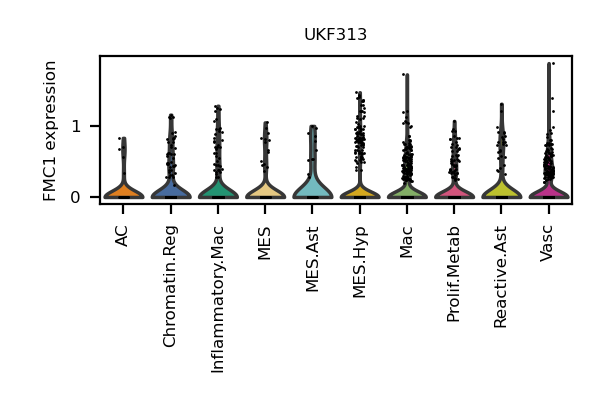 UKF313
FMC1 expression
1
0
AC
Chromatin.Reg
Inflammatory.Mac
MES
MES.Ast
MES.Hyp
Mac
Prolif.Metab
Reactive.Ast
Vasc